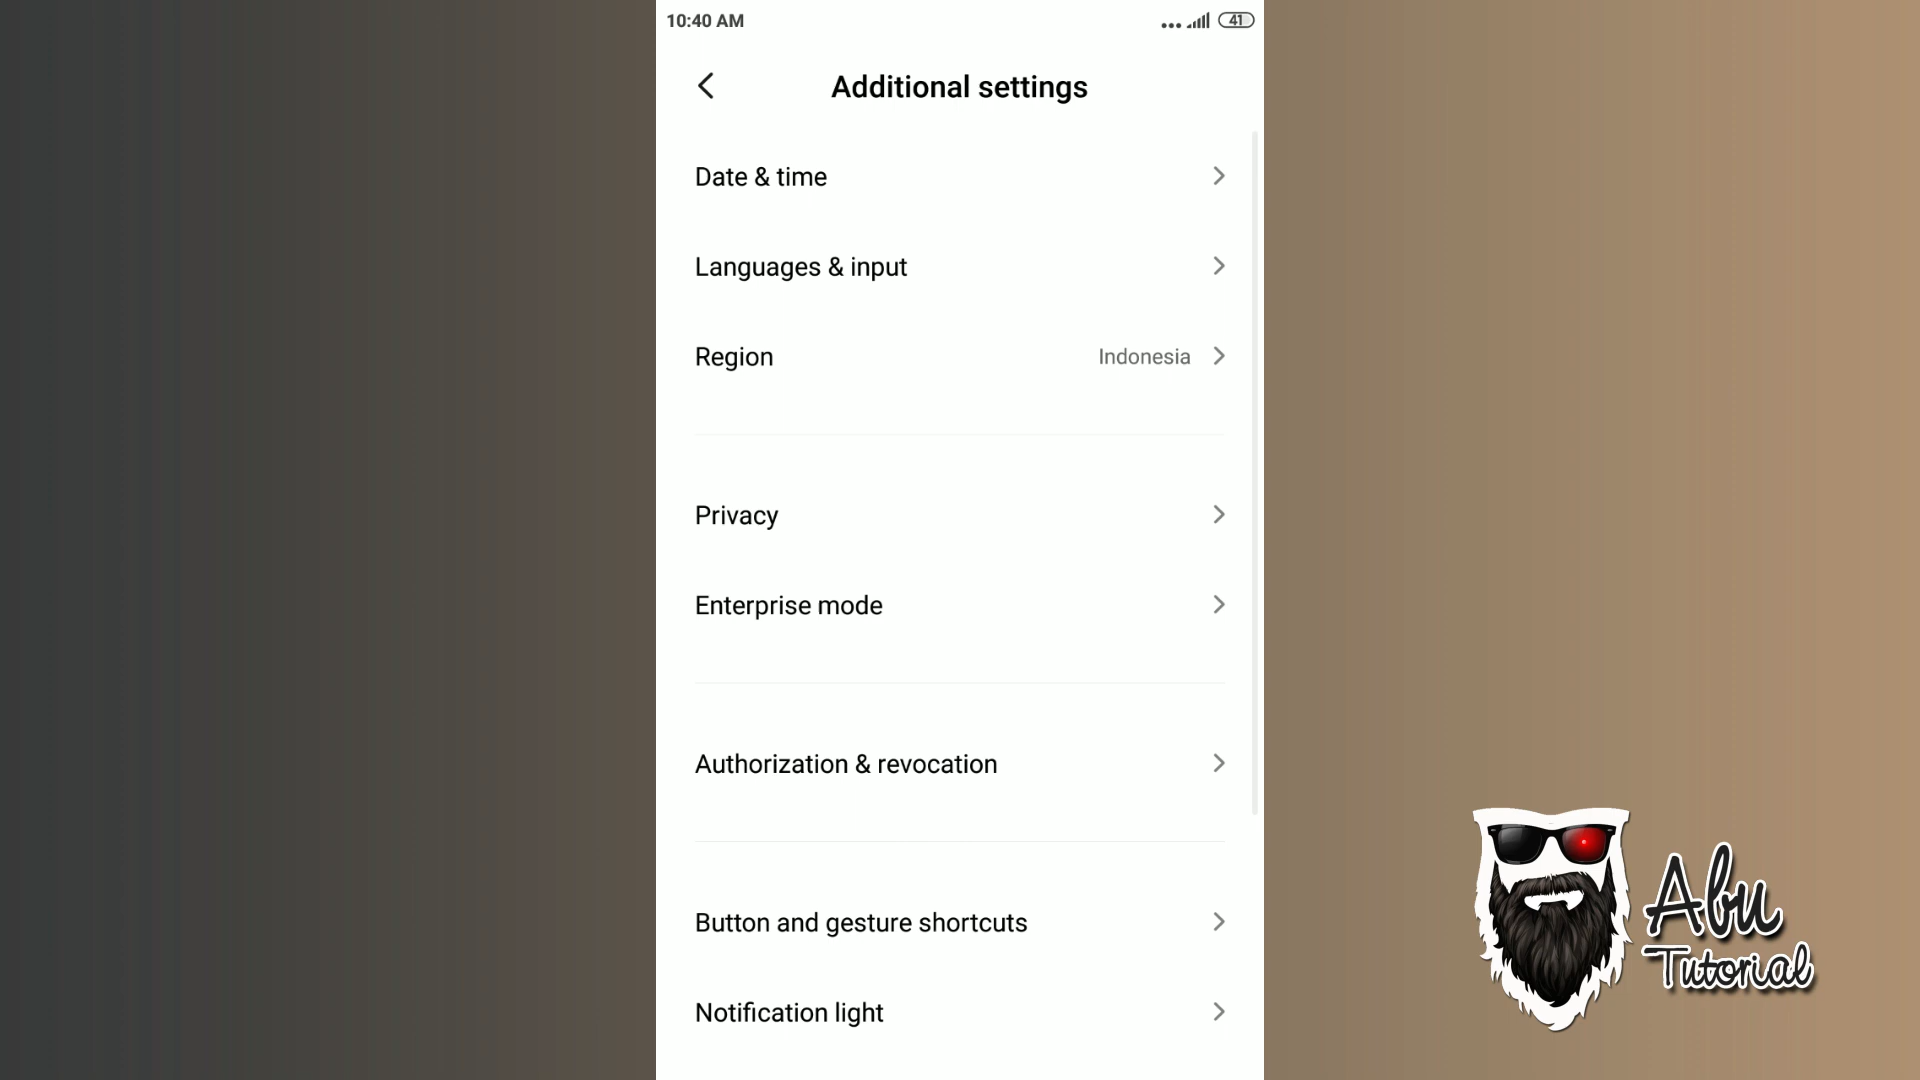 10:40 AM
41
Additional settings
Date & time
Languages & input
Region
Indonesia
Privacy
Enterprise mode
Authorization & revocation
Button and gesture shortcuts
Notification light
Abu
Tutorial